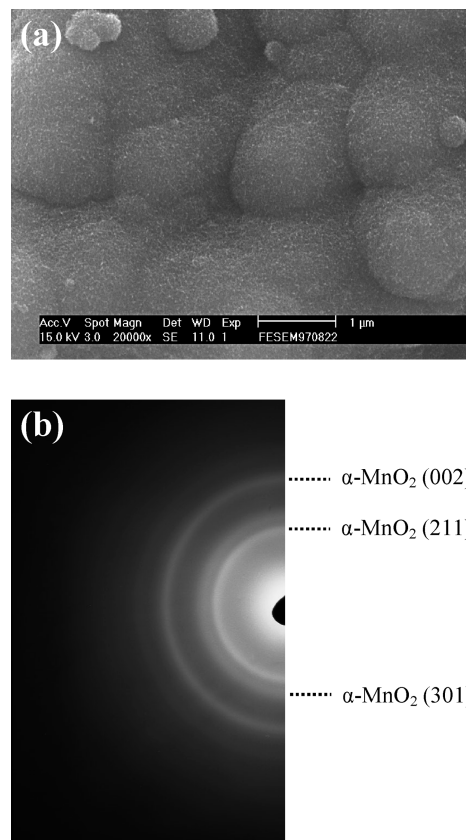 (a)
Acc.V Spot Magn Det WD Exp 1 µm
15.0 kV 3.0 20000x SE 11.0 1 FESEM970822
(b)
α-MnO₂ (002)
α-MnO₂ (211)
α-MnO₂ (301)